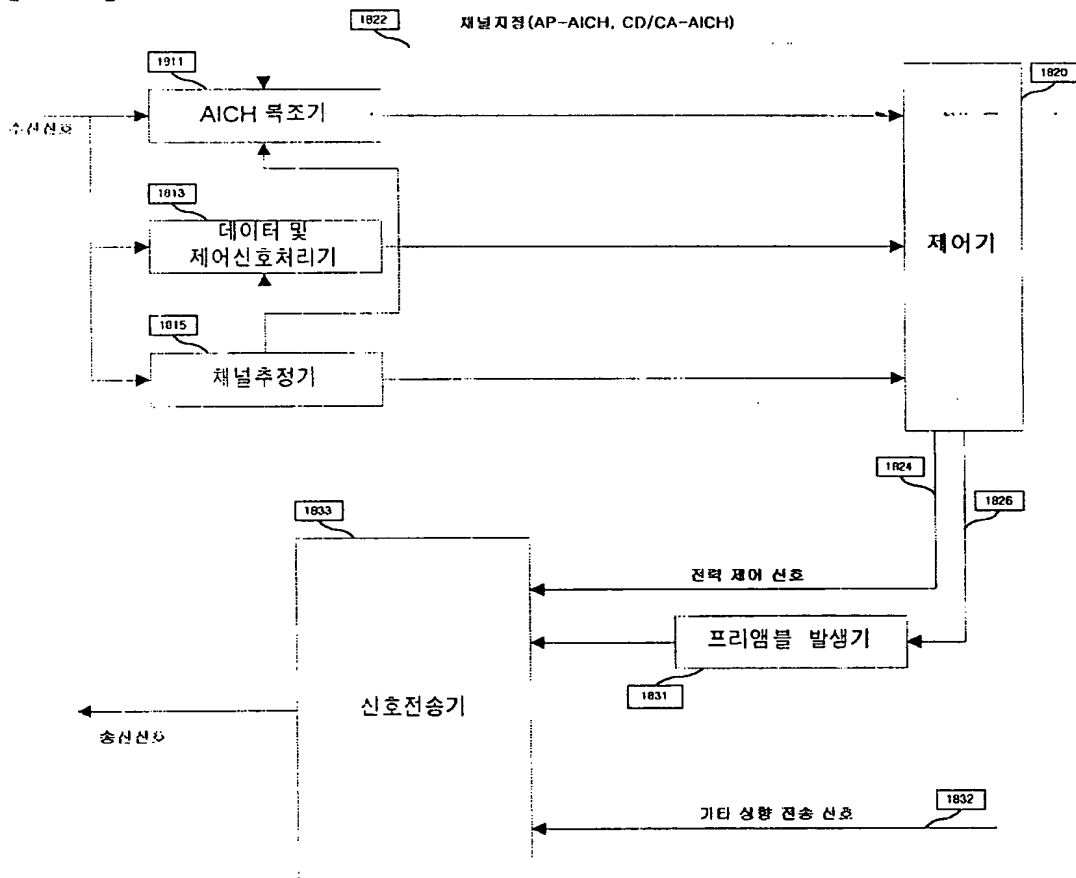 1822
채널지정(AP-AICH, CD/CA-AICH)
1811
1820
AICH 복조기
수신신호
1813
데이터 및
제어신호처리기
제어기
1815
채널추정기
1824
1826
1833
전력 제어 신호
프리앰블 발생기
1831
신호전송기
송신신호
1832
기타 상향 전송 신호